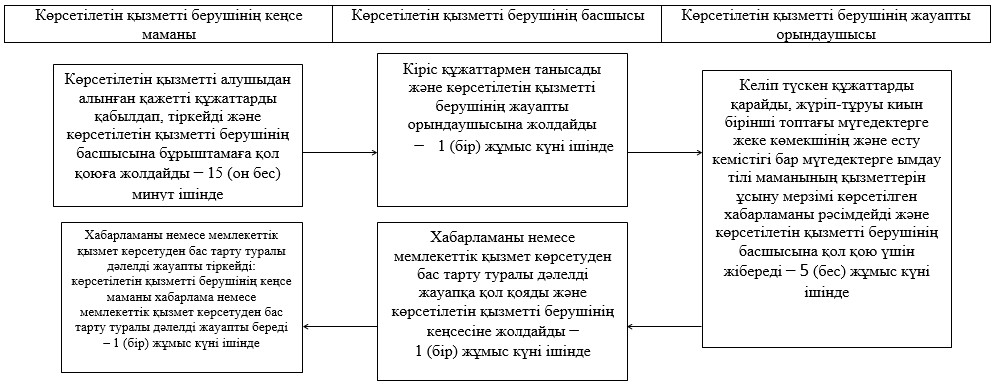 Көрсетілетін қызметті берушінің кеңсе
маманы
Көрсетілетін қызметті берушінің басшысы
Көрсетілетін қызметті берушінің жауапты
орындаушысы
Көрсетілетін қызметті алушыдан
алынған қажетті құжаттарды
қабылдап, тіркейді және
көрсетілетін қызметті берушінің
басшысына бұрыштамаға қол
қоюға жолдайды – 15 (он бес)
минут ішінде
Кіріс құжаттармен танысады
және көрсетілетін қызметті
берушінің жауапты
орындаушысына жолдайды
– 1 (бір) жұмыс күні ішінде
Келіп түскен құжаттарды
қарайды, жүріп-тұруы киын
бірінші топтағы мүгедектерге
жеке көмекшінің және есту
кемістігі бар мүгедектерге ымдау
тілі маманының қызметтерін
ұсыну мерзімі көрсетілген
хабарламаны рәсімдейді және
көрсетілетін қызметті берушінің
басшысына қол қою үшін
жібереді – 5 (бес) жұмыс күні
ішінде
Хабарламаны немесе
мемлекеттік қызмет көрсетуден
бас тарту туралы дәлелді
жауапқа қол қояды және
көрсетілетін қызметті берушінің
кеңсесіне жолдайды –
1 (бір) жұмыс күні ішінде
Хабарламаны немесе мемлекеттік
қызмет көрсетуден бас тарту туралы
дәлелді жауапты тіркейді:
көрсетілетін қызметті берушінің кеңсе
маманы хабарлама немесе
мемлекеттік қызмет көрсетуден бас
тарту туралы дәлелді жауапты береді
– 1 (бір) жұмыс күні ішінде